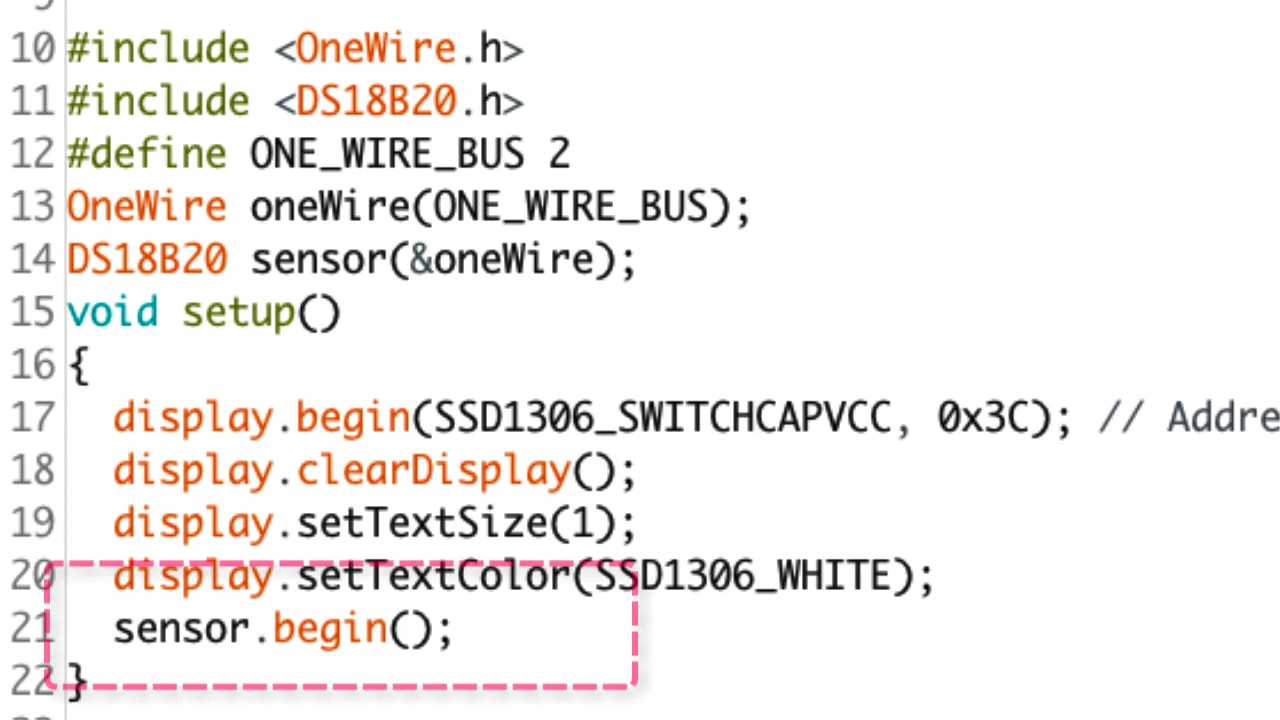 10 #include <OneWire.h>
11 #include <DS18B20.h>
12 #define ONE_WIRE_BUS 2
13 OneWire oneWire(ONE_WIRE_BUS);
14 DS18B20 sensor(&oneWire);
15 void setup()
16 {
17 display.begin(SSD1306_SWITCHCAPVCC, 0x3C); // Addre
18 display.clearDisplay();
19 display.setTextSize(1);
20 display.setTextColor(SSD1306_WHITE);
21 sensor.begin();
22 }